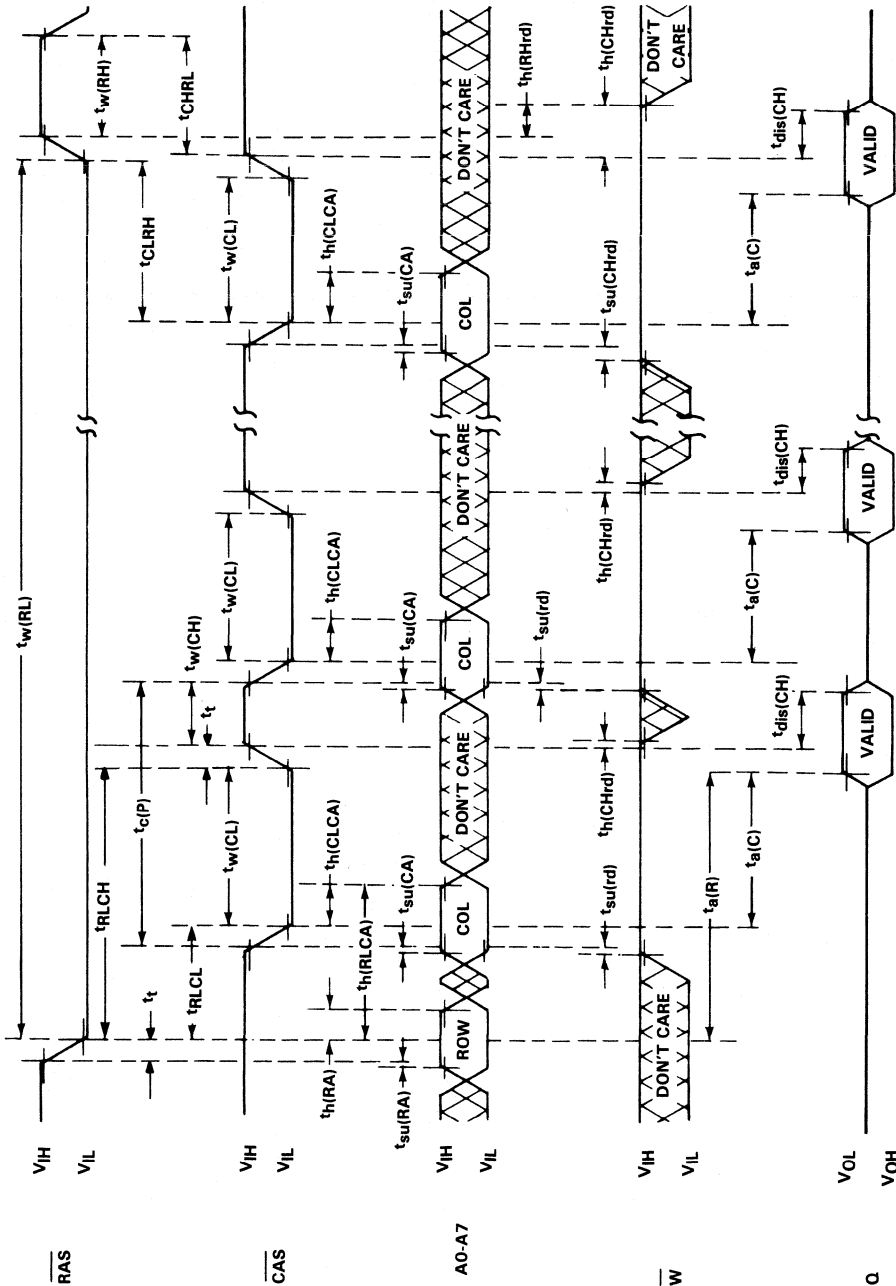 RAS
VIH
VIL
tw(RL)
tt
tRLCH
tCLRH
tw(RH)
tc(P)
tRLCL
tw(CH)
tt
tCHRL
CAS
VIH
VIL
tw(CL)
tw(CL)
tw(CL)
th(RA)
th(CLCA)
th(CLCA)
th(CLCA)
th(RLCA)
tsu(RA)
tsu(CA)
tsu(CA)
tsu(CA)
A0-A7
VIH
VIL
ROW
COL
DON'T CARE
COL
DON'T CARE
COL
DON'T CARE
tsu(rd)
th(CHrd)
tsu(rd)
th(CHrd)
tsu(CHrd)
th(RHrd)
th(CHrd)
W
VIH
VIL
DON'T CARE
DON'T
CARE
ta(R)
ta(C)
tdis(CH)
ta(C)
tdis(CH)
ta(C)
tdis(CH)
Q
VOL
VOH
VALID
VALID
VALID